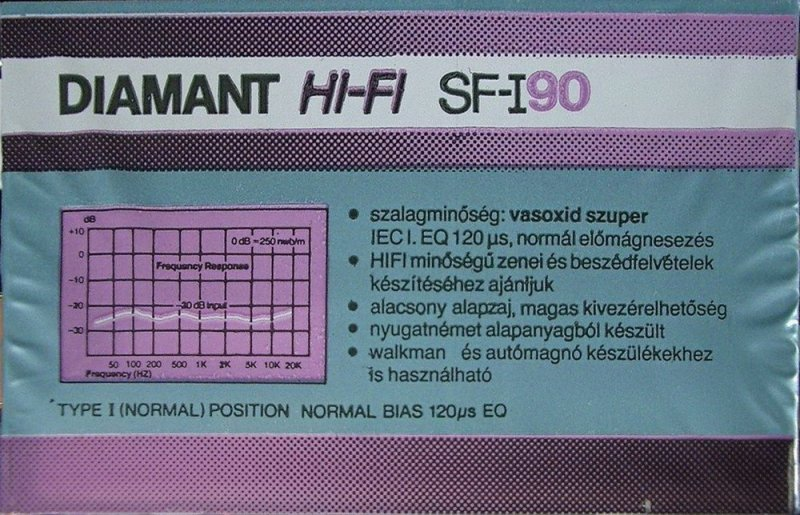 DIAMANT HI-FI SF-I90
dB
+10
0 dB = 250 nwb/m
0
Frequency Response
-10
-20
-20 dB input
-30
50 100 200 500 1K 2K 5K 10K 20K
Frequency (HZ)
• szalagminőség: vasoxid szuper
IEC I. EQ 120 µs, normál előmágnesezés
• HIFI minőségű zenei és beszédfelvételek
készítéséhez ajánljuk
• alacsony alapzaj, magas kivezérelhetőség
• nyugatnémet alapanyagból készült
• walkman és autómagnó készülékekhez
is használható
TYPE I (NORMAL) POSITION NORMAL BIAS 120µs EQ